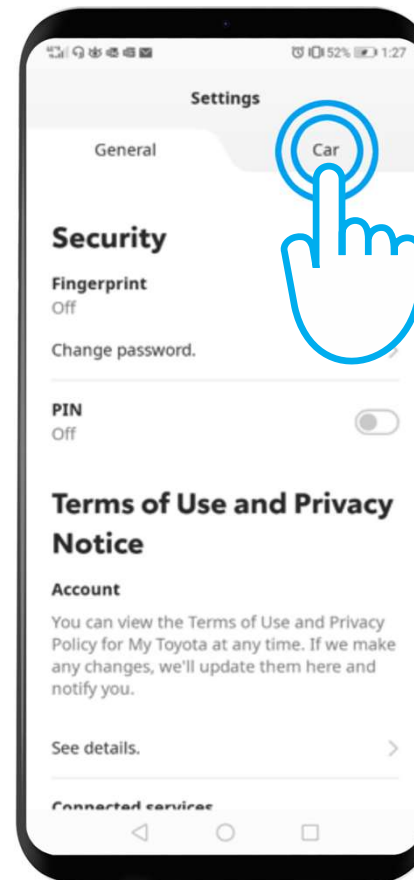 52% 1:27
Settings
General Car
Security
Fingerprint
Off
Change password.
PIN
Off
Terms of Use and Privacy
Notice
Account
You can view the Terms of Use and Privacy
Policy for My Toyota at any time. If we make
any changes, we'll update them here and
notify you.
See details.
Connected services